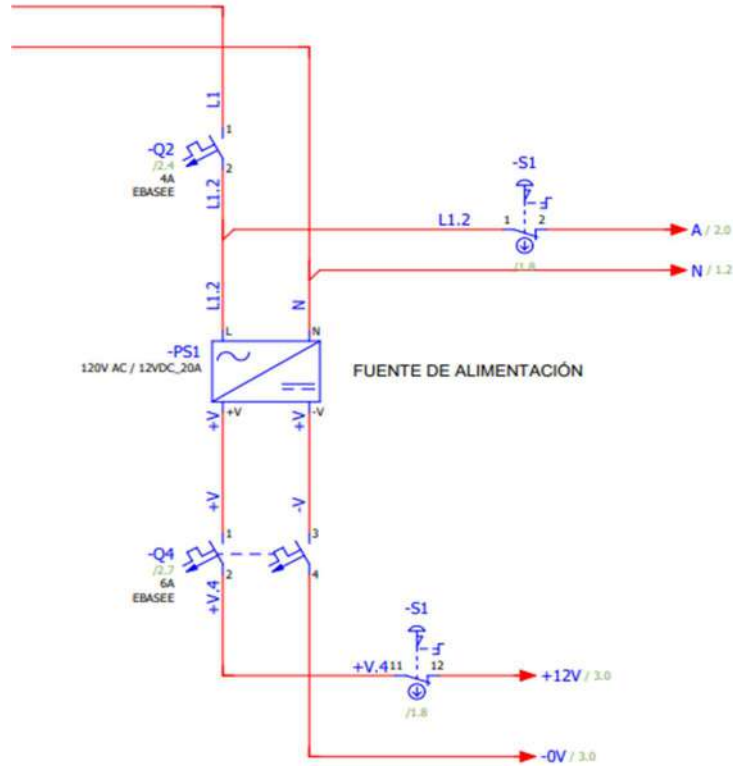 L1
-Q2
/2.4
4A
EBASEE
1
2
L1.2
-S1
L1.2
1
2
A / 2.0
/1.8
N / 1.2
L1.2
N
L
N
-PS1
120V AC / 12VDC_20A
FUENTE DE ALIMENTACIÓN
+V
-V
+V
+V
+V
-V
-Q4
/2.7
6A
EBASEE
1
2
3
4
+V.4
-S1
+V.4
11
12
+12V / 3.0
/1.8
-0V / 3.0